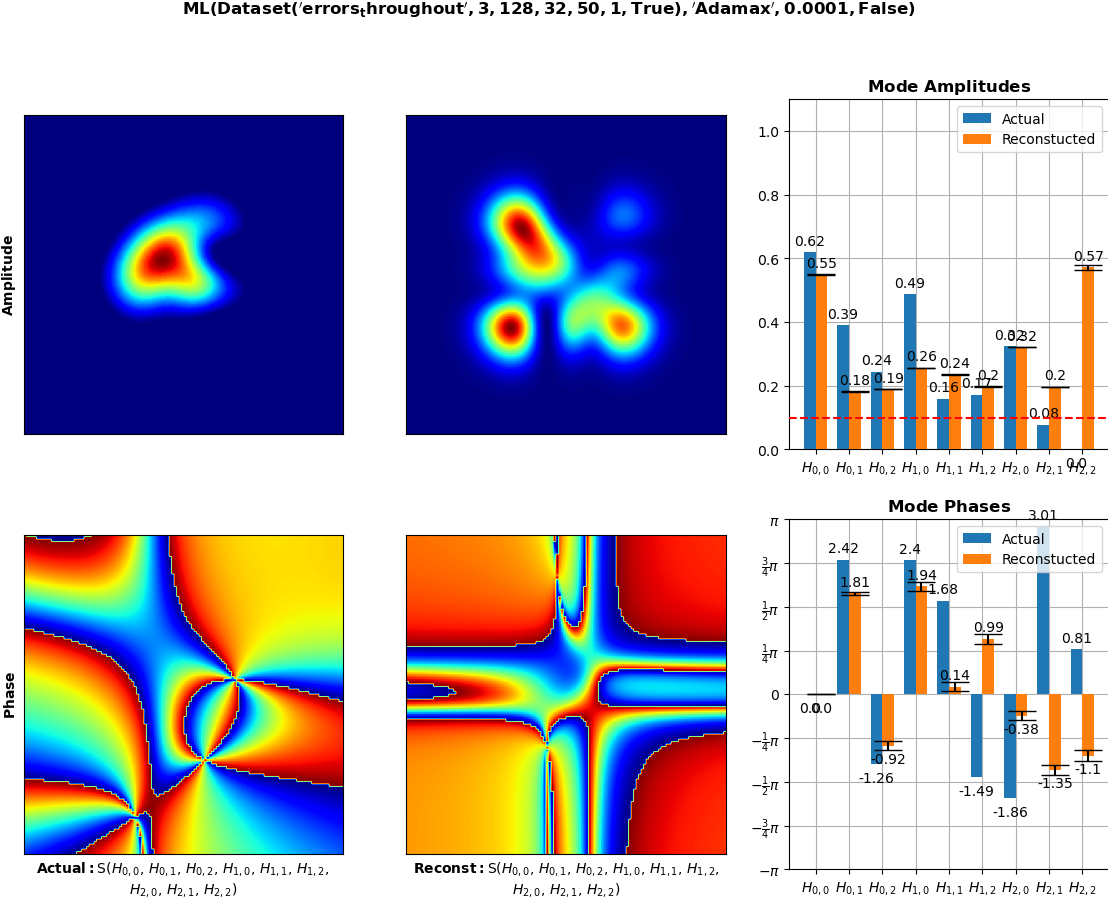 ML(Dataset('errors_throughout', 3, 128, 32, 50, 1, True), 'Adamax', 0.0001, False)
Amplitude
Mode Amplitudes
Actual
Reconstucted
1.0
0.8
0.6
0.4
0.2
0.0
0.62
0.55
0.39
0.18
0.24
0.19
0.49
0.26
0.16
0.24
0.17
0.2
0.32
0.32
0.08
0.2
0.0
0.57
H0,0 H0,1 H0,2 H1,0 H1,1 H1,2 H2,0 H2,1 H2,2
Phase
Actual: S(H0,0, H0,1, H0,2, H1,0, H1,1, H1,2,
H2,0, H2,1, H2,2)
Reconst: S(H0,0, H0,1, H0,2, H1,0, H1,1, H1,2,
H2,0, H2,1, H2,2)
Mode Phases
Actual
Reconstucted
π
3/4π
1/2π
1/4π
0
−1/4π
−1/2π
−3/4π
−π
0.0
0.0
2.42
1.81
-1.26
-0.92
2.4
1.94
1.68
0.14
-1.49
0.99
-1.86
-0.38
3.01
-1.35
0.81
-1.1
H0,0 H0,1 H0,2 H1,0 H1,1 H1,2 H2,0 H2,1 H2,2